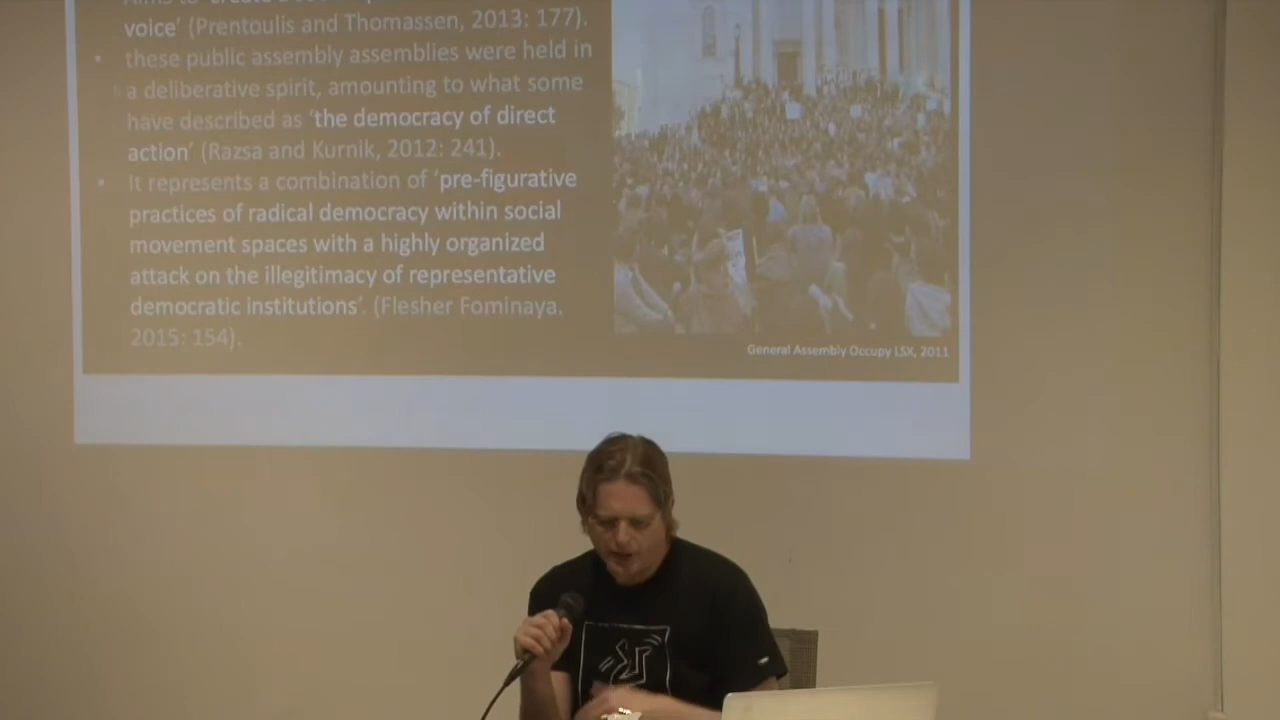 voice' (Prentoulis and Thomassen, 2013: 177).
• these public assembly assemblies were held in
a deliberative spirit, amounting to what some
have described as 'the democracy of direct
action' (Razsa and Kurnik, 2012: 241).
• It represents a combination of 'pre-figurative
practices of radical democracy within social
movement spaces with a highly organized
attack on the illegitimacy of representative
democratic institutions'. (Flesher Fominaya,
2015: 154).
General Assembly Occupy LSX, 2011